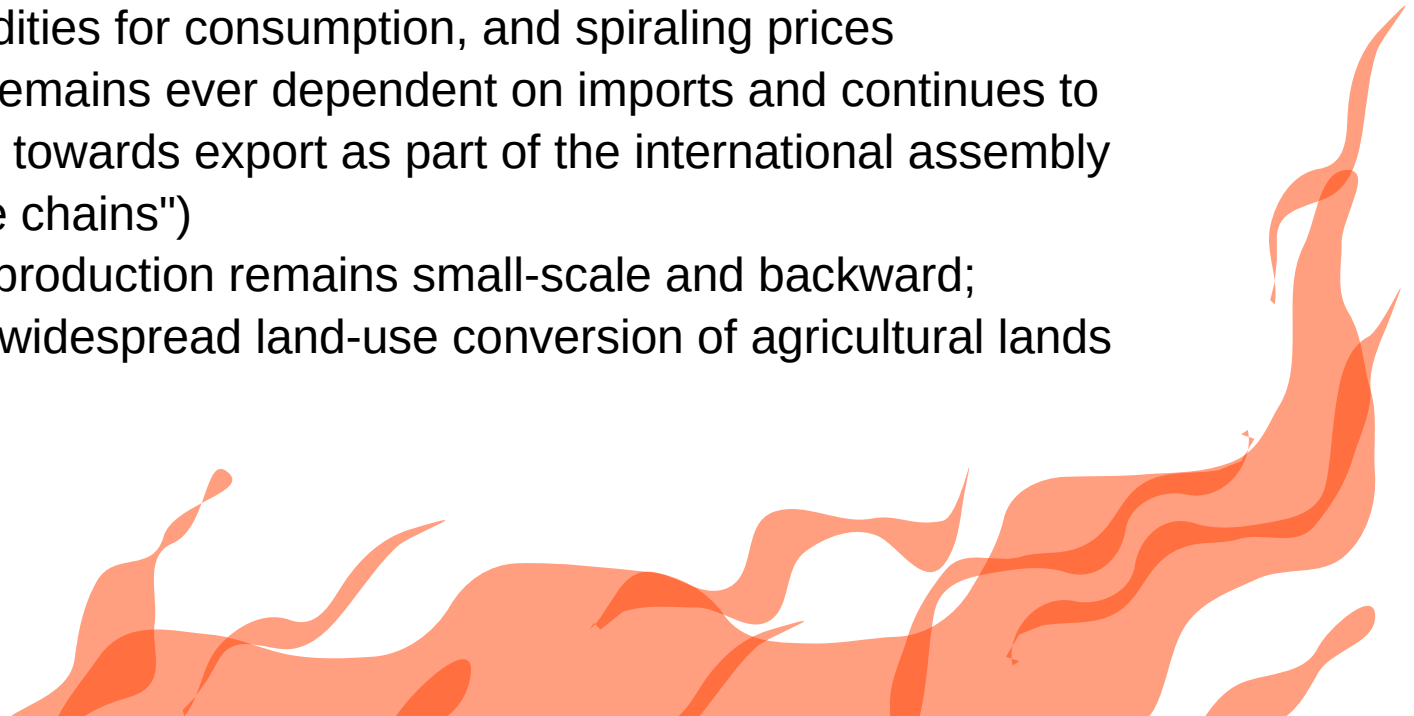 dities for consumption, and spiraling prices
emains ever dependent on imports and continues to
towards export as part of the international assembly
e chains")
production remains small-scale and backward;
widespread land-use conversion of agricultural lands